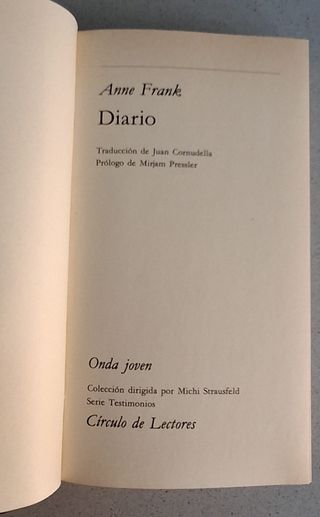 Anne Frank
Diario
Traducción de Juan Cornudella
Prólogo de Mirjam Pressler
Onda joven
Colección dirigida por Michi Strausfeld
Serie Testimonios
Círculo de Lectores